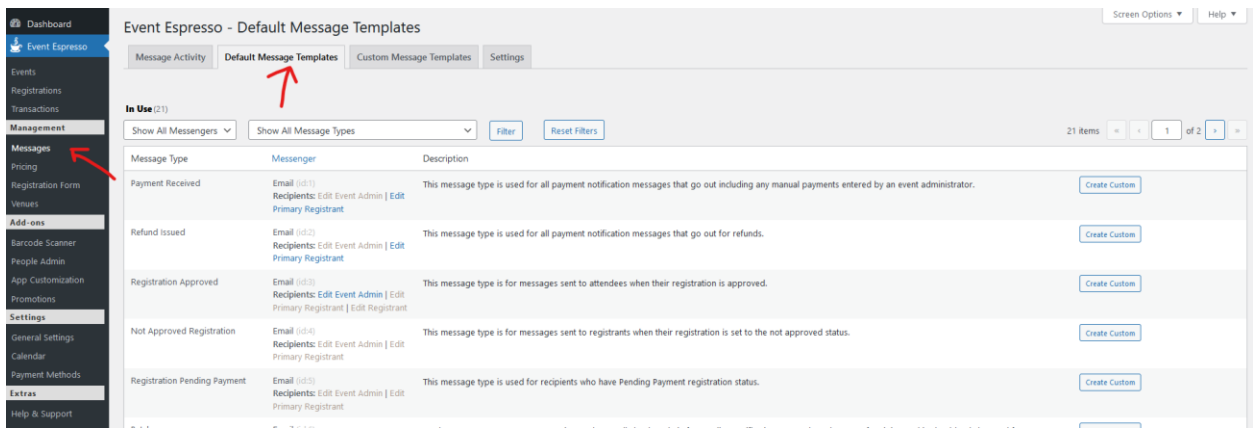 Dashboard
Event Espresso
Events
Registrations
Transactions
Management
Messages
Pricing
Registration Form
Venues
Add-ons
Barcode Scanner
People Admin
App Customization
Promotions
Settings
General Settings
Calendar
Payment Methods
Extras
Help & Support
Screen Options ▼ Help ▼
Event Espresso - Default Message Templates
Message Activity Default Message Templates Custom Message Templates Settings
In Use (21)
Show All Messengers Show All Message Types Filter Reset Filters 21 items « ‹ 1 of 2 › »
Message Type Messenger Description
Payment Received Email (id:1) This message type is used for all payment notification messages that go out including any manual payments entered by an event administrator. Create Custom
Recipients: Edit Event Admin | Edit
Primary Registrant
Refund Issued Email (id:2) This message type is used for all payment notification messages that go out for refunds. Create Custom
Recipients: Edit Event Admin | Edit
Primary Registrant
Registration Approved Email (id:3) This message type is for messages sent to attendees when their registration is approved. Create Custom
Recipients: Edit Event Admin | Edit
Primary Registrant | Edit Registrant
Not Approved Registration Email (id:4) This message type is for messages sent to registrants when their registration is set to the not approved status. Create Custom
Recipients: Edit Event Admin | Edit
Primary Registrant
Registration Pending Payment Email (id:5) This message type is used for recipients who have Pending Payment registration status. Create Custom
Recipients: Edit Event Admin | Edit
Primary Registrant